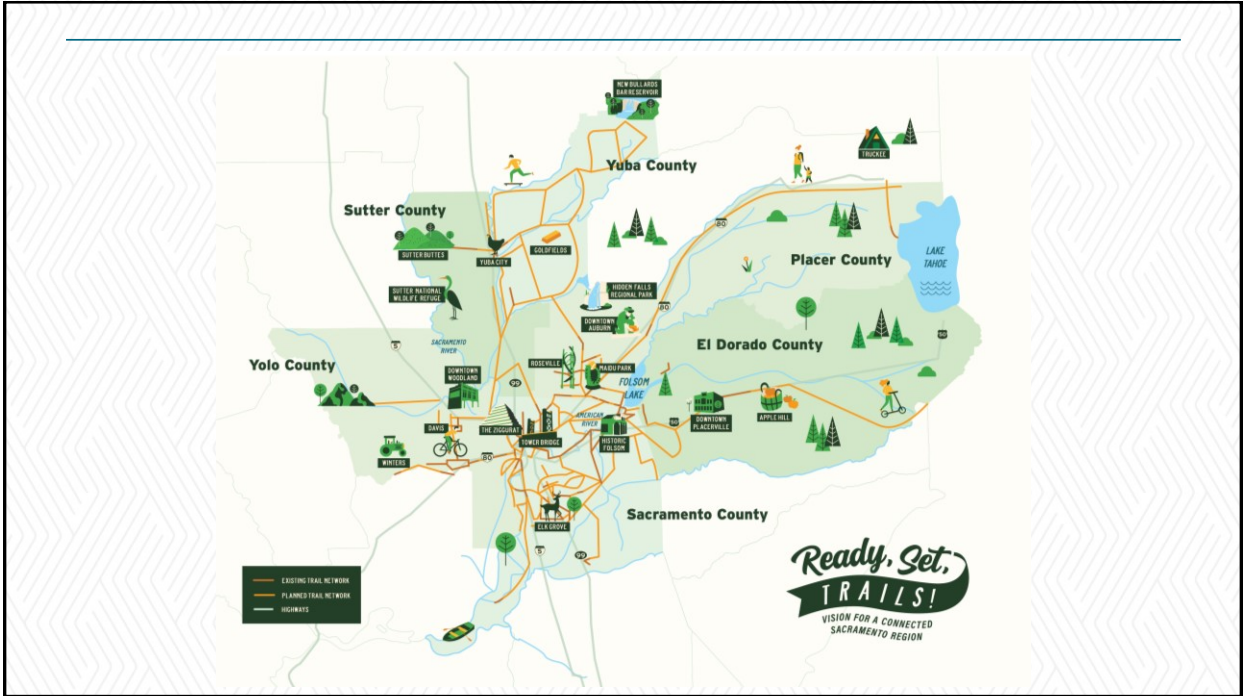 NEW BULLARDS
BAR RESERVOIR
TRUCKEE
Yuba County
Sutter County
80
GOLDFIELDS
SUTTER BUTTES
YUBA CITY
LAKE
TAHOE
Placer County
SUTTER NATIONAL
WILDLIFE REFUGE
HIDDEN FALLS
REGIONAL PARK
80
DOWNTOWN
AUBURN
50
SACRAMENTO
RIVER
5
El Dorado County
Yolo County
ROSEVILLE
MAIDU PARK
DOWNTOWN
WOODLAND
99
FOLSOM
LAKE
AMERICAN
RIVER
DAVIS
THE ZIGGURAT
TOWER BRIDGE
HISTORIC
FOLSOM
50
DOWNTOWN
PLACERVILLE
APPLE HILL
WINTERS
80
ELK GROVE
Sacramento County
5
99
Ready, Set,
TRAILS!
VISION FOR A CONNECTED
SACRAMENTO REGION
EXISTING TRAIL NETWORK
PLANNED TRAIL NETWORK
HIGHWAYS